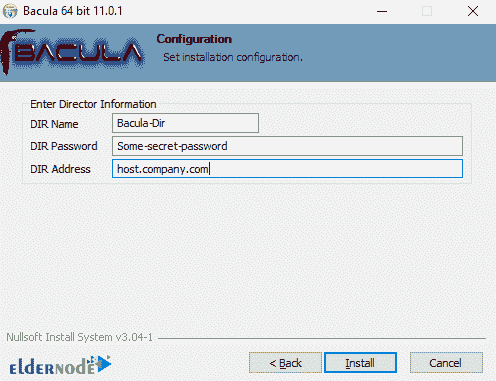 Bacula 64 bit 11.0.1
BACULA
Configuration
Set installation configuration.
Enter Director Information
DIR Name Bacula-Dir
DIR Password Some-secret-password
DIR Address host.company.com
Nullsoft Install System v3.04-1
eldernode
< Back Install Cancel